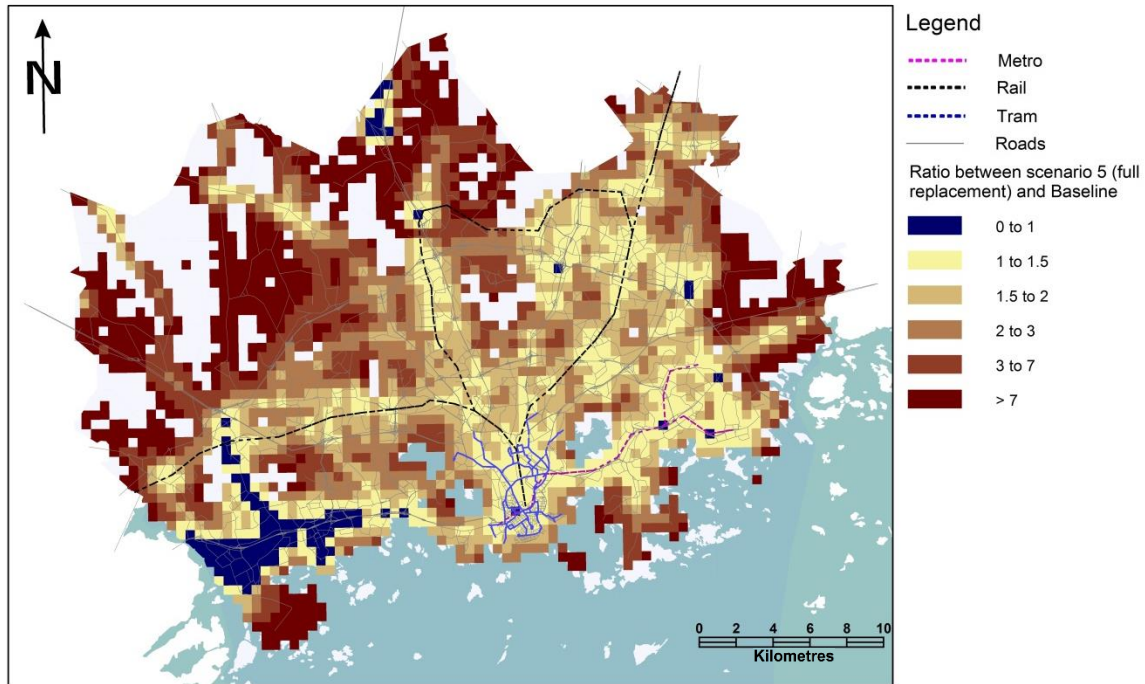 N
Legend
Metro
Rail
Tram
Roads
Ratio between scenario 5 (full
replacement) and Baseline
0 to 1
1 to 1.5
1.5 to 2
2 to 3
3 to 7
> 7
0 2 4 6 8 10
Kilometres